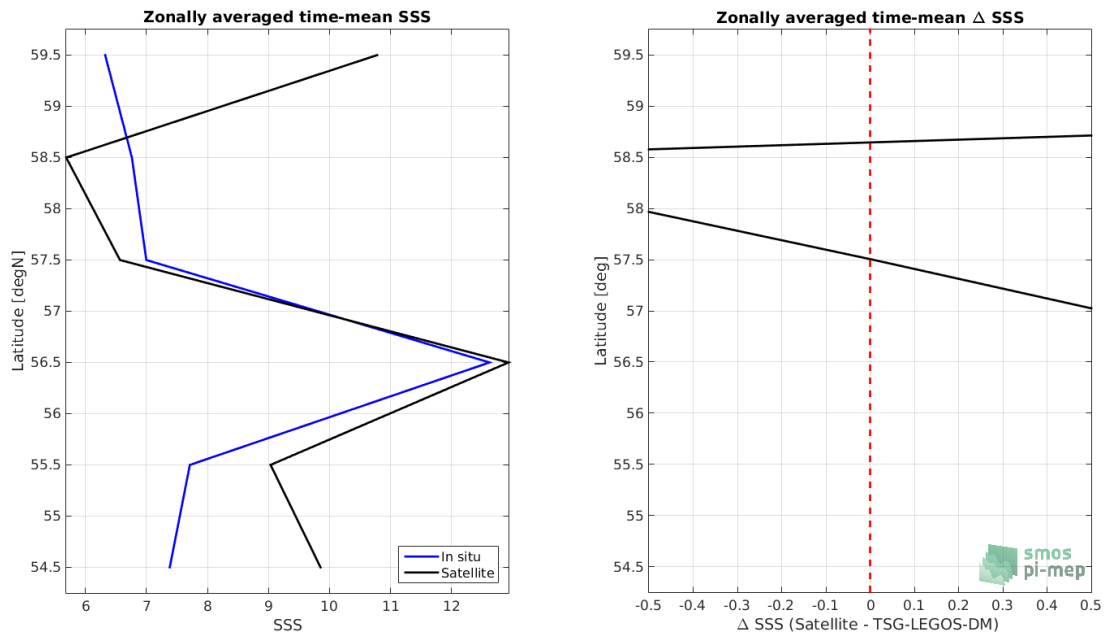 Zonally averaged time-mean SSS
59.5
59
58.5
58
57.5
57
56.5
56
55.5
55
54.5
Latitude [degN]
6 7 8 9 10 11 12
SSS
In situ
Satellite
Zonally averaged time-mean Δ SSS
59.5
59
58.5
58
57.5
57
56.5
56
55.5
55
54.5
Latitude [deg]
-0.5 -0.4 -0.3 -0.2 -0.1 0 0.1 0.2 0.3 0.4 0.5
Δ SSS (Satellite - TSG-LEGOS-DM)
smos
pi-mep